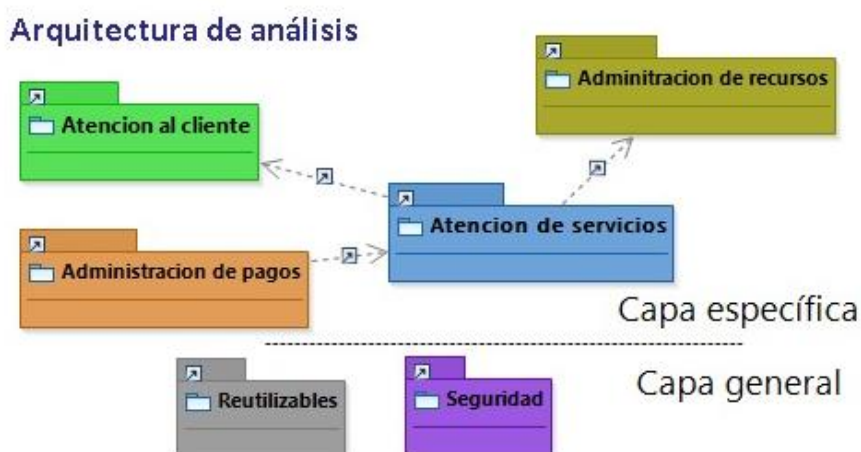 Arquitectura de análisis
Adminitracion de recursos
Atencion al cliente
Atencion de servicios
Administracion de pagos
Capa específica
Capa general
Reutilizables
Seguridad